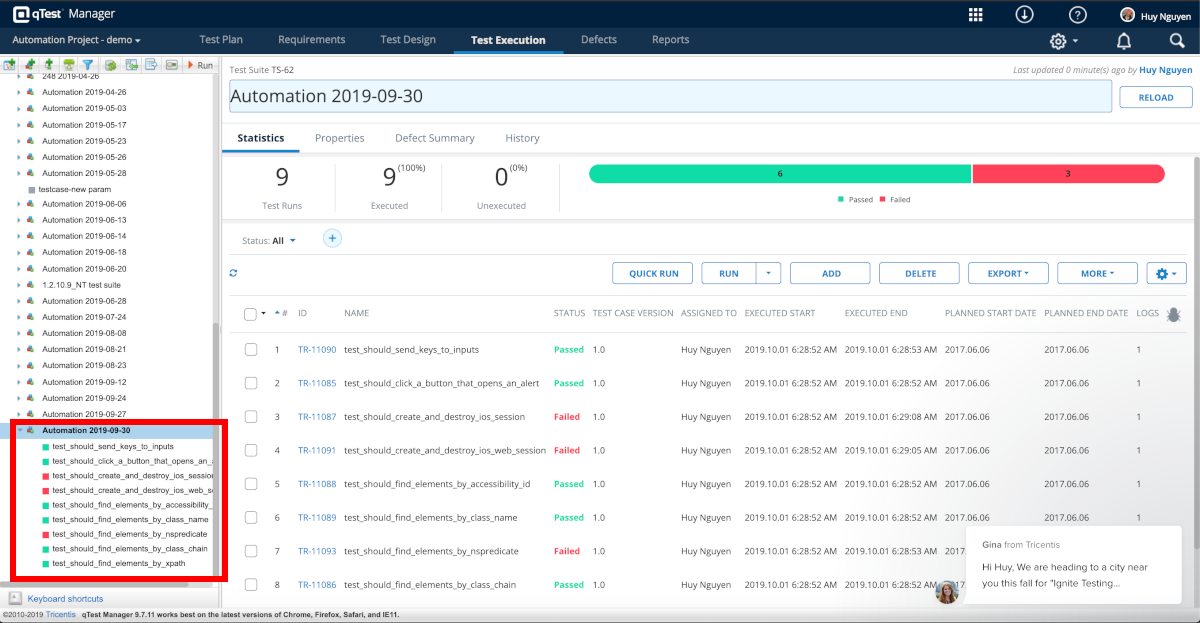 qTest Manager
Huy Nguyen
Automation Project - demo
Test Plan
Requirements
Test Design
Test Execution
Defects
Reports
Run
248 2019-04-26
Automation 2019-04-26
Automation 2019-05-03
Automation 2019-05-17
Automation 2019-05-23
Automation 2019-05-26
Automation 2019-05-28
testcase-new param
Automation 2019-06-06
Automation 2019-06-13
Automation 2019-06-14
Automation 2019-06-18
Automation 2019-06-20
1.2.10.9_NT test suite
Automation 2019-06-28
Automation 2019-07-24
Automation 2019-08-08
Automation 2019-08-21
Automation 2019-08-23
Automation 2019-09-12
Automation 2019-09-24
Automation 2019-09-27
Automation 2019-09-30
test_should_send_keys_to_inputs
test_should_click_a_button_that_opens_an_
test_should_create_and_destroy_ios_session
test_should_create_and_destroy_ios_web_s
test_should_find_elements_by_accessibility_
test_should_find_elements_by_class_name
test_should_find_elements_by_nspredicate
test_should_find_elements_by_class_chain
test_should_find_elements_by_xpath
Keyboard shortcuts
Test Suite TS-62
Last updated 0 minute(s) ago by Huy Nguyen
Automation 2019-09-30
RELOAD
Statistics
Properties
Defect Summary
History
9
Test Runs
9 (100%)
Executed
0 (0%)
Unexecuted
6
3
Passed
Failed
Status: All
+
QUICK RUN
RUN
ADD
DELETE
EXPORT
MORE
# ID NAME STATUS TEST CASE VERSION ASSIGNED TO EXECUTED START EXECUTED END PLANNED START DATE PLANNED END DATE LOGS
1 TR-11090 test_should_send_keys_to_inputs Passed 1.0 Huy Nguyen 2019.10.01 6:28:52 AM 2019.10.01 6:28:53 AM 2017.06.06 2017.06.06 1
2 TR-11085 test_should_click_a_button_that_opens_an_alert Passed 1.0 Huy Nguyen 2019.10.01 6:28:52 AM 2019.10.01 6:28:52 AM 2017.06.06 2017.06.06 1
3 TR-11087 test_should_create_and_destroy_ios_session Failed 1.0 Huy Nguyen 2019.10.01 6:28:52 AM 2019.10.01 6:29:08 AM 2017.06.06 2017.06.06 1
4 TR-11091 test_should_create_and_destroy_ios_web_session Failed 1.0 Huy Nguyen 2019.10.01 6:28:52 AM 2019.10.01 6:29:05 AM 2017.06.06 2017.06.06 1
5 TR-11088 test_should_find_elements_by_accessibility_id Passed 1.0 Huy Nguyen 2019.10.01 6:28:52 AM 2019.10.01 6:28:52 AM 2017.06.06 2017.06.06 1
6 TR-11089 test_should_find_elements_by_class_name Passed 1.0 Huy Nguyen 2019.10.01 6:28:52 AM 2019.10.01 6:28:52 AM 2017.06.06 2017.06.06 1
7 TR-11093 test_should_find_elements_by_nspredicate Failed 1.0 Huy Nguyen 2019.10.01 6:28:52 AM 2019.10.01 6:28:53 AM
8 TR-11086 test_should_find_elements_by_class_chain Passed 1.0 Huy Nguyen 2019.10.01 6:28:52 AM 2019.10.01 6:28:52 AM
Gina from Tricentis
Hi Huy, We are heading to a city near
you this fall for "Ignite Testing...
©2010-2019 Tricentis qTest Manager 9.7.11 works best on the latest versions of Chrome, Firefox, Safari, and IE11.